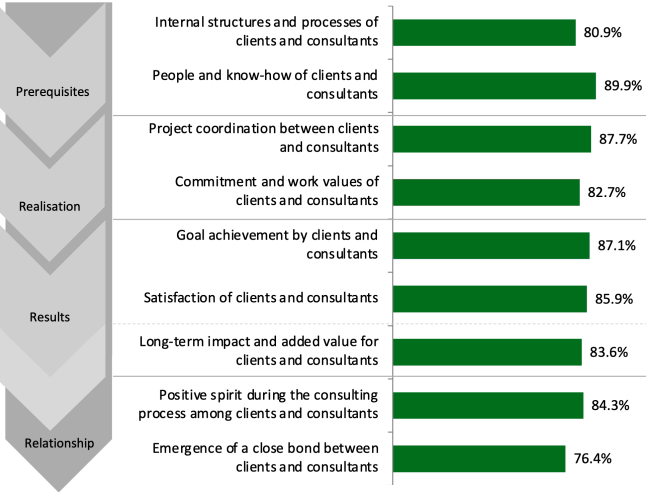 Internal structures and processes of
clients and consultants
80.9%
Prerequisites
People and know-how of clients and
consultants
89.9%
Project coordination between clients
and consultants
87.7%
Realisation
Commitment and work values of
clients and consultants
82.7%
Goal achievement by clients and
consultants
87.1%
Results
Satisfaction of clients and consultants
85.9%
Long-term impact and added value for
clients and consultants
83.6%
Positive spirit during the consulting
process among clients and consultants
84.3%
Relationship
Emergence of a close bond between
clients and consultants
76.4%